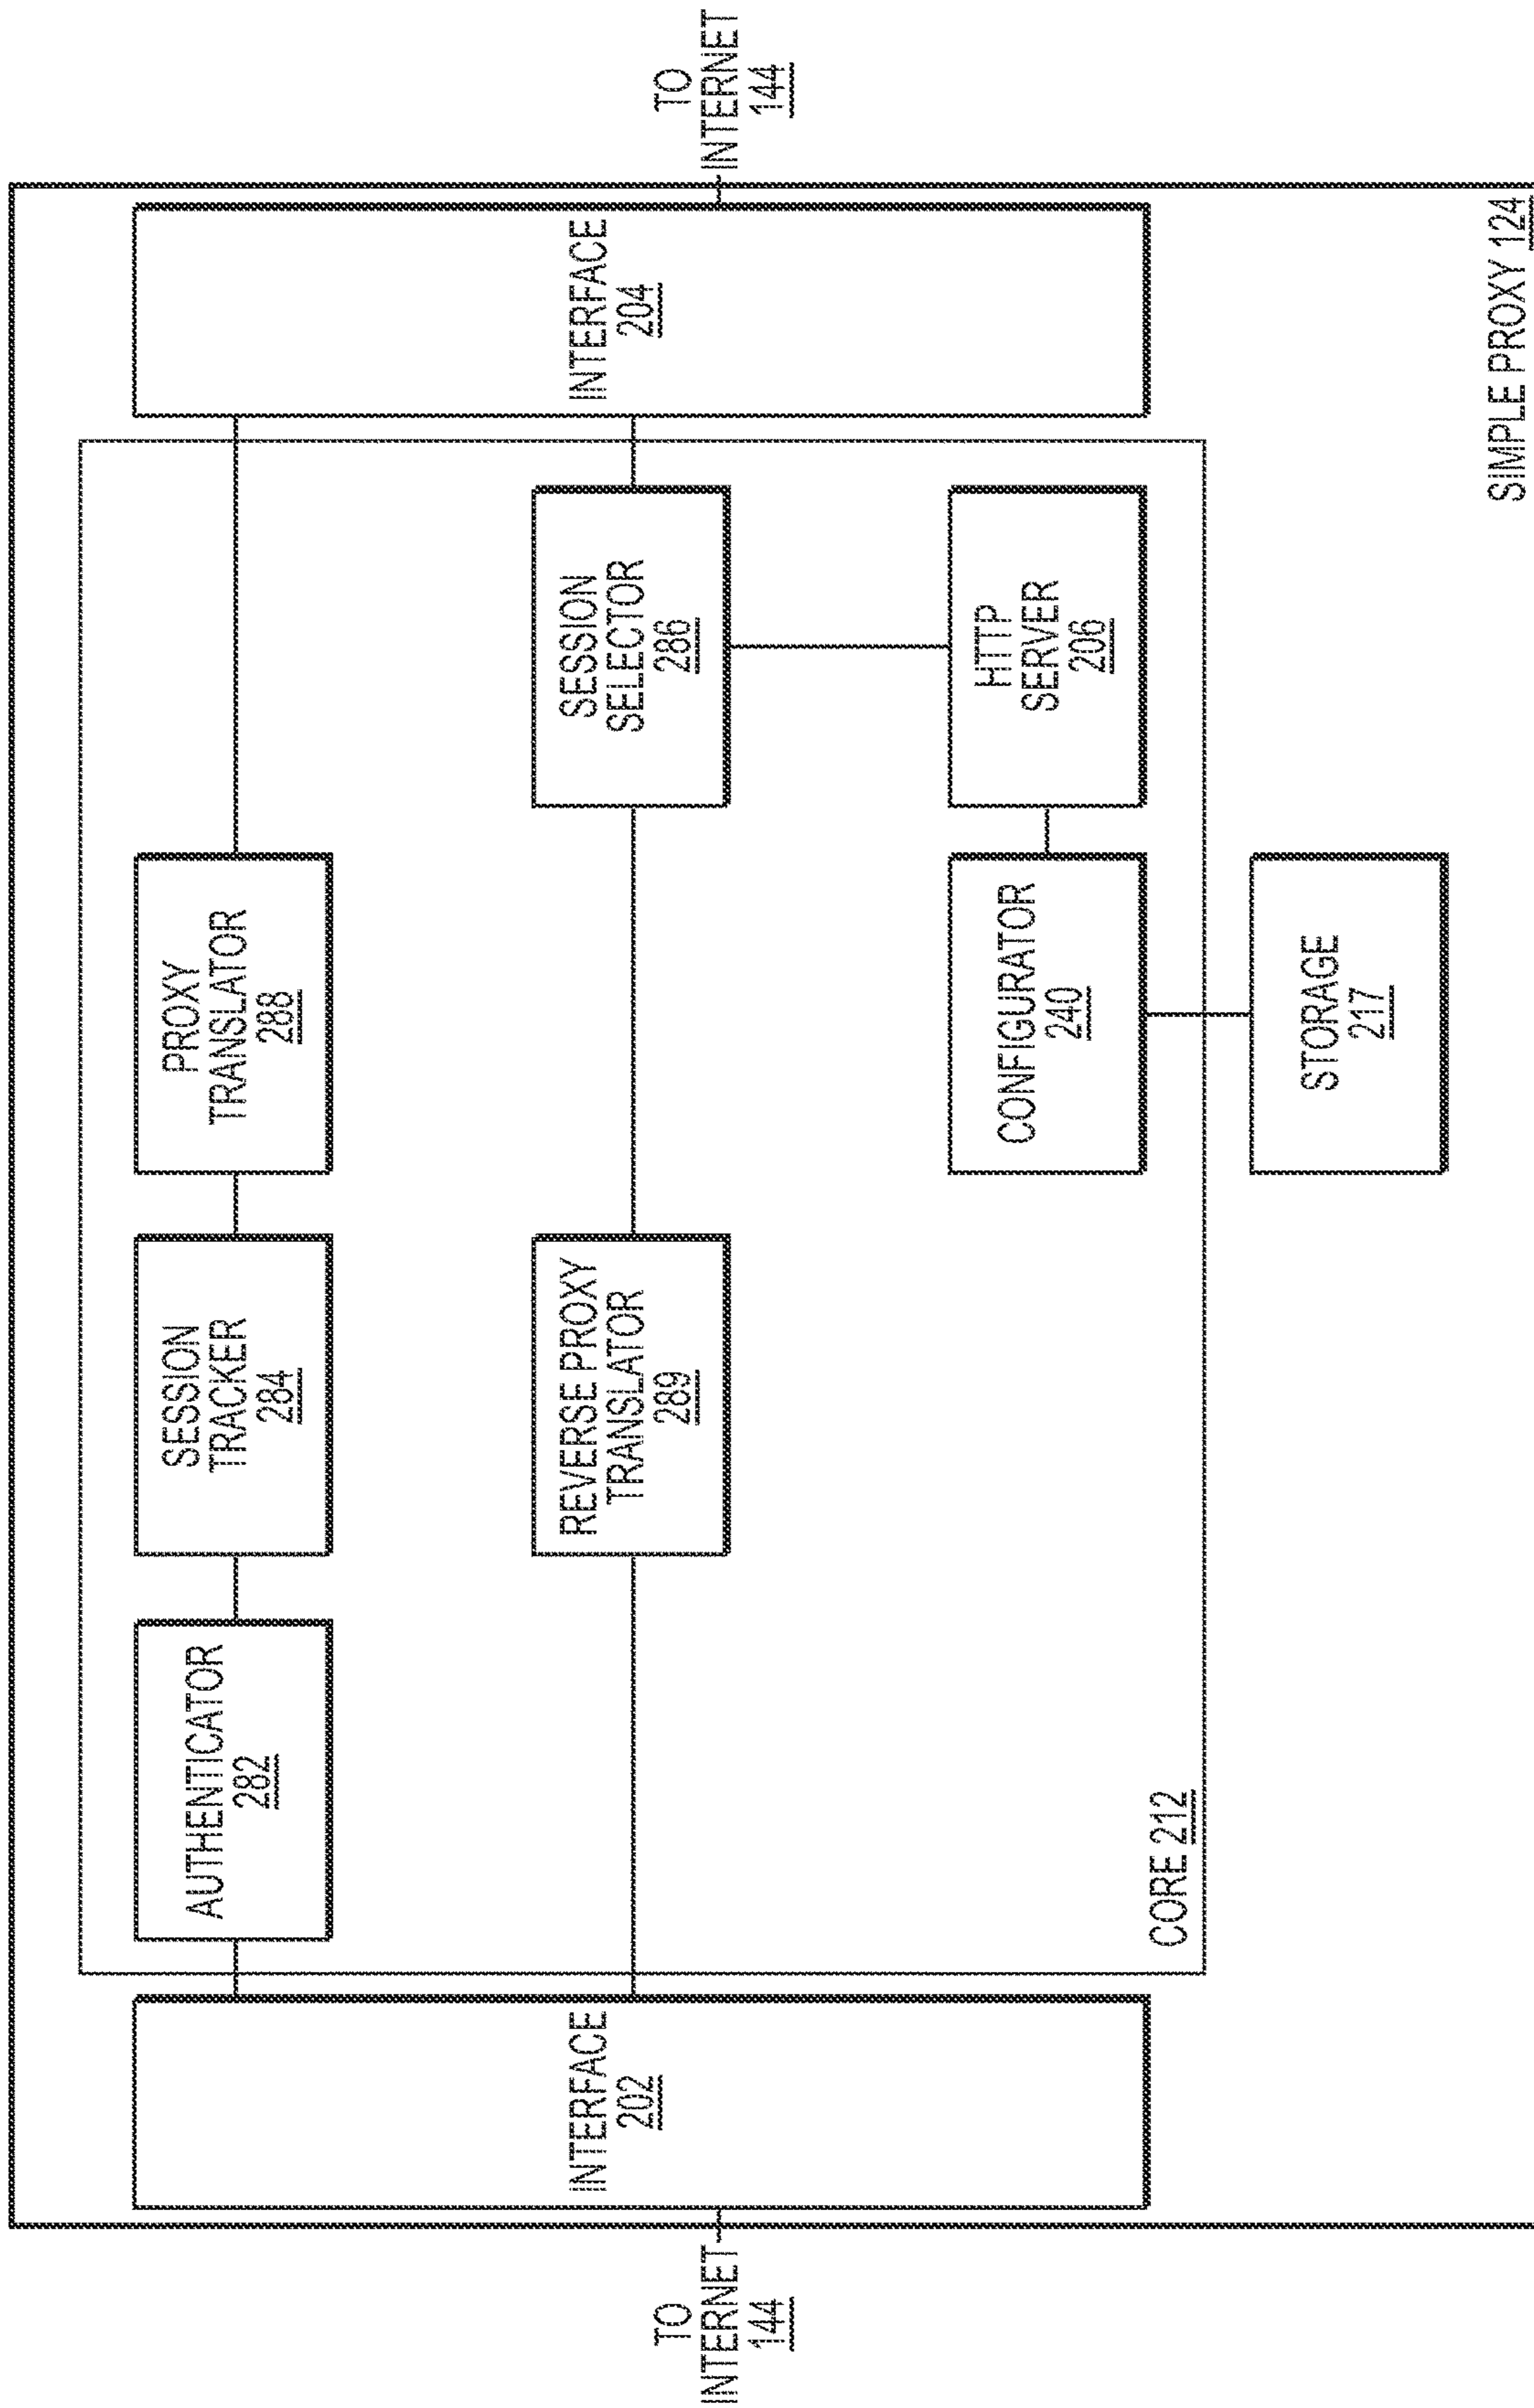 TO
INTERNET
144
INTERFACE
202
AUTHENTICATOR
282
SESSION
TRACKER
284
PROXY
TRANSLATOR
288
REVERSE PROXY
TRANSLATOR
289
SESSION
SELECTOR
286
CONFIGURATOR
240
HTTP
SERVER
206
CORE 212
STORAGE
217
INTERFACE
204
TO
INTERNET
144
SIMPLE PROXY 124